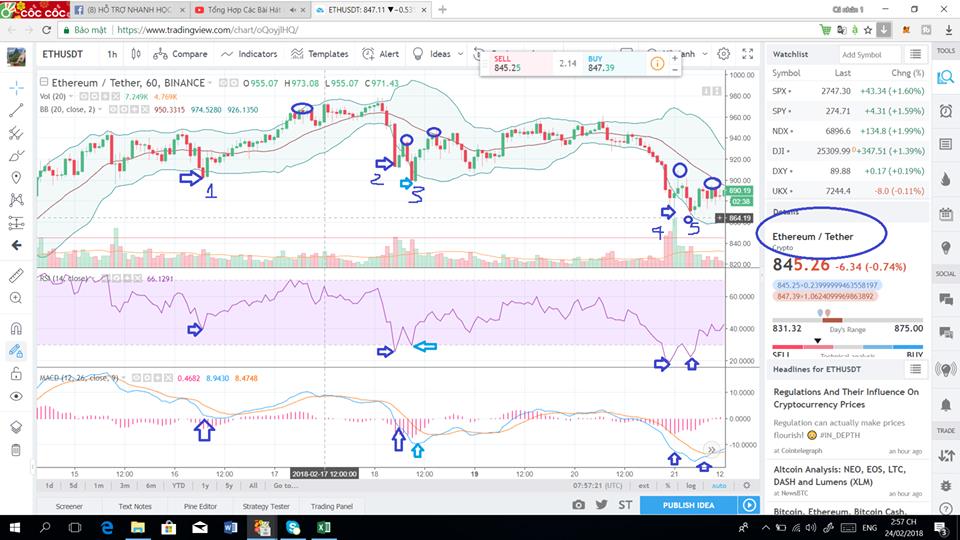 CỐC CỐC
(8) HỖ TRỢ NHANH HỌC
Tổng Hợp Các Bài Hát
ETHUSDT: 847.11 ▼−0.53
Cá nhân 1
Bảo mật
https://www.tradingview.com/chart/oQoyjlHQ/
ETHUSDT
1h
Compare
Indicators
Templates
Alert
Ideas
SELL
845.25
2.14
BUY
847.39
Ethereum / Tether, 60, BINANCE
O 955.07 H 973.08 L 955.07 C 971.43
Vol (20)
7.249K 4.769K
BB (20, close, 2)
950.3315 974.5280 926.1350
1000.00
980.00
960.00
940.00
920.00
900.00
890.19
02:38
864.19
840.00
820.00
1
2
3
4
5
RSI (14, close)
66.1291
70.0000
40.0000
20.0000
MACD (12, 26, close, 9)
0.4682 8.9430 8.4748
10.0000
0.0000
-10.0000
15 12:00 16 12:00 17 2018-02-17 12:00:00 18 12:00 19 12:00 20 12:00 21 12
1d 5d 1m 3m 6m YTD 1y 5y All Go to...
07:57:21 (UTC)
ext % log auto
Screener
Text Notes
Pine Editor
Strategy Tester
Trading Panel
ST
PUBLISH IDEA
Watchlist
Add Symbol
Symbol Last Chg (%)
SPX 2747.30 +43.34 (+1.60%)
SPY 274.71 +4.31 (+1.59%)
NDX 6896.6 +134.8 (+1.99%)
DJI 25309.99 +347.51 (+1.39%)
DXY 89.88 +0.17 (+0.19%)
UKX 7244.4 -8.0 (-0.11%)
Details
Ethereum / Tether
Crypto
845.26 -6.34 (-0.74%)
845.25×0.23999999463558197
847.39×1.0624099969863892
831.32
Day's Range
875.00
SELL
Technical analysis
BUY
Headlines for ETHUSDT
Regulations And Their Influence On
Cryptocurrency Prices
Regulation can actually make prices
flourish! #IN_DEPTH
at Cointelegraph
an hour ago
Altcoin Analysis: NEO, EOS, LTC,
DASH and Lumens (XLM)
at NewsBTC
an hour ago
Bitcoin, Ethereum, Bitcoin Cash,
TOOLS
SOCIAL
TRADE
ENG
2:57 CH
24/02/2018